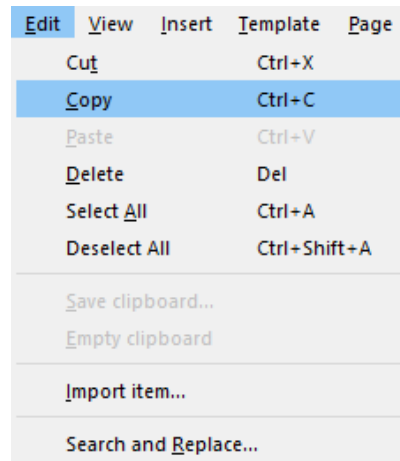 Edit View Insert Template Page
Cut Ctrl+X
Copy Ctrl+C
Paste Ctrl+V
Delete Del
Select All Ctrl+A
Deselect All Ctrl+Shift+A
Save clipboard...
Empty clipboard
Import item...
Search and Replace...